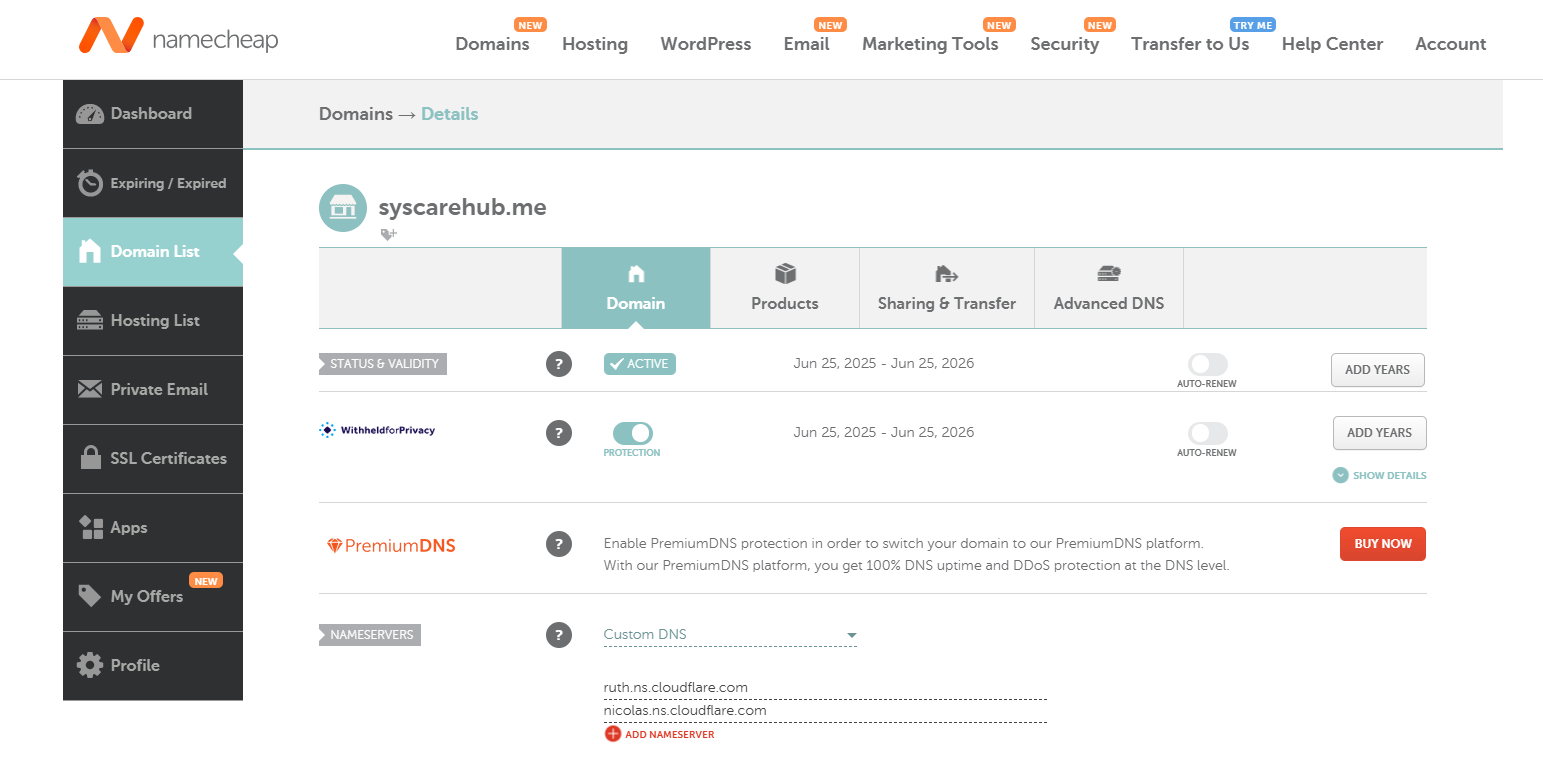 namecheap
NEW NEW NEW NEW TRY ME
Domains Hosting WordPress Email Marketing Tools Security Transfer to Us Help Center Account
Dashboard
Expiring / Expired
Domain List
Hosting List
Private Email
SSL Certificates
Apps
NEW
My Offers
Profile
Domains → Details
syscarehub.me
Domain Products Sharing & Transfer Advanced DNS
STATUS & VALIDITY ? ACTIVE Jun 25, 2025 - Jun 25, 2026 AUTO-RENEW ADD YEARS
WithheldforPrivacy ? PROTECTION Jun 25, 2025 - Jun 25, 2026 AUTO-RENEW ADD YEARS
SHOW DETAILS
PremiumDNS ? Enable PremiumDNS protection in order to switch your domain to our PremiumDNS platform.
With our PremiumDNS platform, you get 100% DNS uptime and DDoS protection at the DNS level.
BUY NOW
NAMESERVERS ? Custom DNS
ruth.ns.cloudflare.com
nicolas.ns.cloudflare.com
ADD NAMESERVER